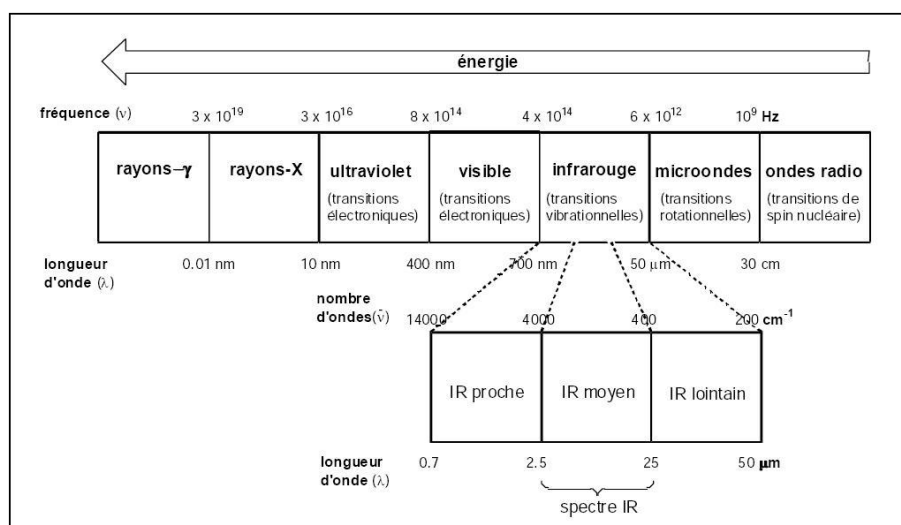 énergie
fréquence (ν) 3 x 10¹⁹ 3 x 10¹⁶ 8 x 10¹⁴ 4 x 10¹⁴ 6 x 10¹² 10⁹ Hz
rayons–γ rayons-X ultraviolet visible infrarouge microondes ondes radio
(transitions (transitions (transitions (transitions (transitions de
électroniques) électroniques) vibrationnelles) rotationnelles) spin nucléaire)
longueur
d'onde (λ) 0.01 nm 10 nm 400 nm 700 nm 50 μm 30 cm
nombre
d'ondes(ν̃) 14000 4000 400 200 cm⁻¹
IR proche IR moyen IR lointain
longueur
d'onde (λ) 0.7 2.5 25 50 μm
spectre IR